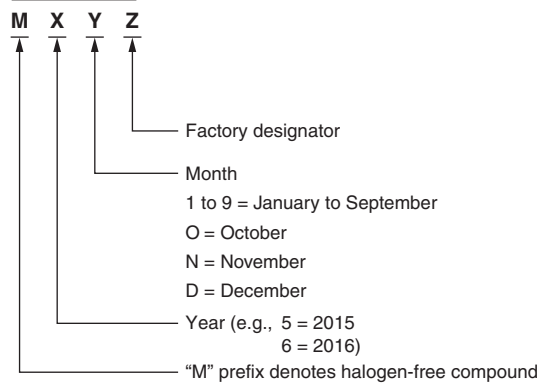 M X Y Z
Factory designator
Month
1 to 9 = January to September
O = October
N = November
D = December
Year (e.g., 5 = 2015
6 = 2016)
“M” prefix denotes halogen-free compound